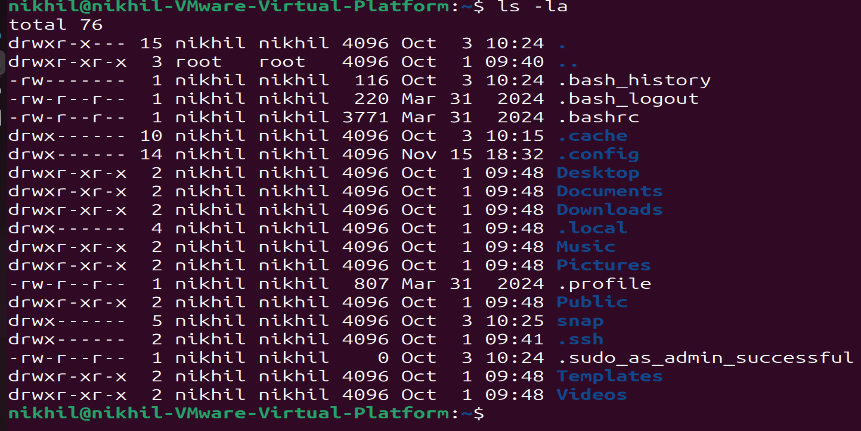 nikhil@nikhil-VMware-Virtual-Platform:~$ ls -la
total 76
drwxr-x--- 15 nikhil nikhil 4096 Oct  3 10:24 .
drwxr-xr-x  3 root   root   4096 Oct  1 09:40 ..
-rw-------  1 nikhil nikhil  116 Oct  3 10:24 .bash_history
-rw-r--r--  1 nikhil nikhil  220 Mar 31  2024 .bash_logout
-rw-r--r--  1 nikhil nikhil 3771 Mar 31  2024 .bashrc
drwx------ 10 nikhil nikhil 4096 Oct  3 10:15 .cache
drwx------ 14 nikhil nikhil 4096 Nov 15 18:32 .config
drwxr-xr-x  2 nikhil nikhil 4096 Oct  1 09:48 Desktop
drwxr-xr-x  2 nikhil nikhil 4096 Oct  1 09:48 Documents
drwxr-xr-x  2 nikhil nikhil 4096 Oct  1 09:48 Downloads
drwx------  4 nikhil nikhil 4096 Oct  1 09:48 .local
drwxr-xr-x  2 nikhil nikhil 4096 Oct  1 09:48 Music
drwxr-xr-x  2 nikhil nikhil 4096 Oct  1 09:48 Pictures
-rw-r--r--  1 nikhil nikhil  807 Mar 31  2024 .profile
drwxr-xr-x  2 nikhil nikhil 4096 Oct  1 09:48 Public
drwx------  5 nikhil nikhil 4096 Oct  3 10:25 snap
drwx------  2 nikhil nikhil 4096 Oct  1 09:41 .ssh
-rw-r--r--  1 nikhil nikhil    0 Oct  3 10:24 .sudo_as_admin_successful
drwxr-xr-x  2 nikhil nikhil 4096 Oct  1 09:48 Templates
drwxr-xr-x  2 nikhil nikhil 4096 Oct  1 09:48 Videos
nikhil@nikhil-VMware-Virtual-Platform:~$